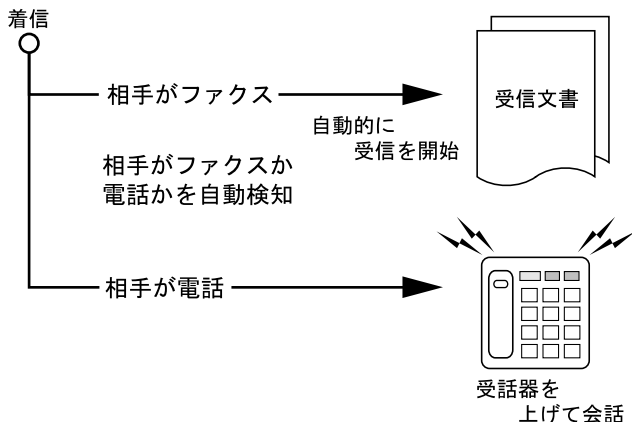 着信
相手がファクス
受信文書
自動的に
受信を開始
相手がファクスか
電話かを自動検知
相手が電話
受話器を
上げて会話